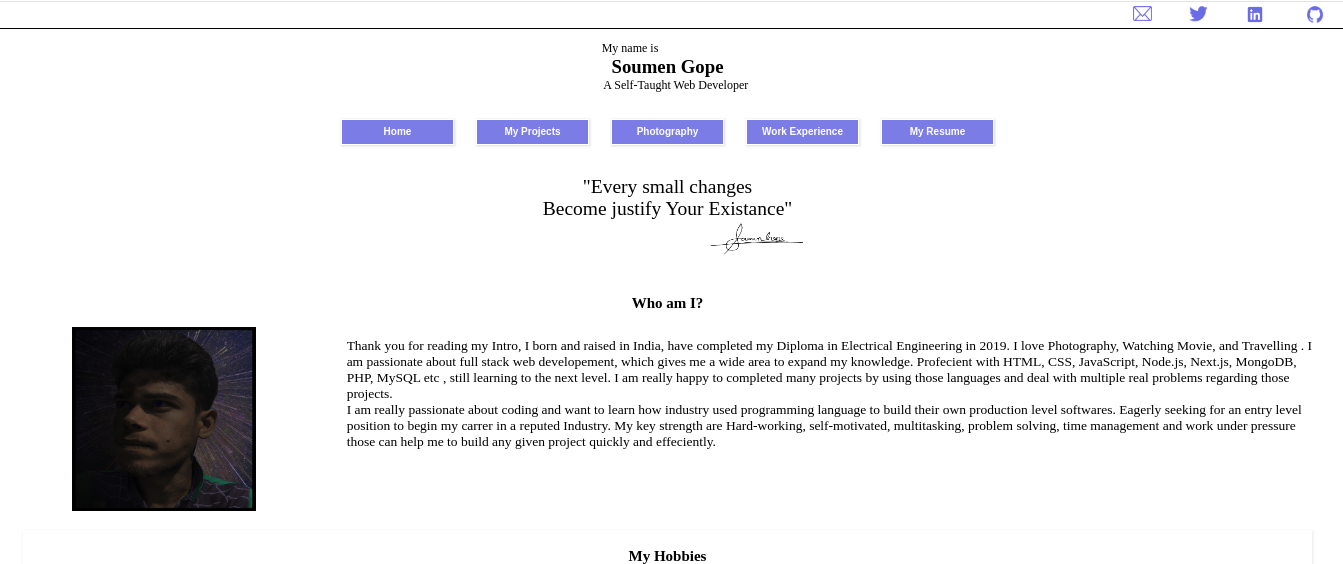 My name is
Soumen Gope
A Self-Taught Web Developer
Home
My Projects
Photography
Work Experience
My Resume
"Every small changes
Become justify Your Existance"
Who am I?
Thank you for reading my Intro, I born and raised in India, have completed my Diploma in Electrical Engineering in 2019. I love Photography, Watching Movie, and Travelling . I
am passionate about full stack web developement, which gives me a wide area to expand my knowledge. Profecient with HTML, CSS, JavaScript, Node.js, Next.js, MongoDB,
PHP, MySQL etc , still learning to the next level. I am really happy to completed many projects by using those languages and deal with multiple real problems regarding those
projects.
I am really passionate about coding and want to learn how industry used programming language to build their own production level softwares. Eagerly seeking for an entry level
position to begin my carrer in a reputed Industry. My key strength are Hard-working, self-motivated, multitasking, problem solving, time management and work under pressure
those can help me to build any given project quickly and effeciently.
My Hobbies